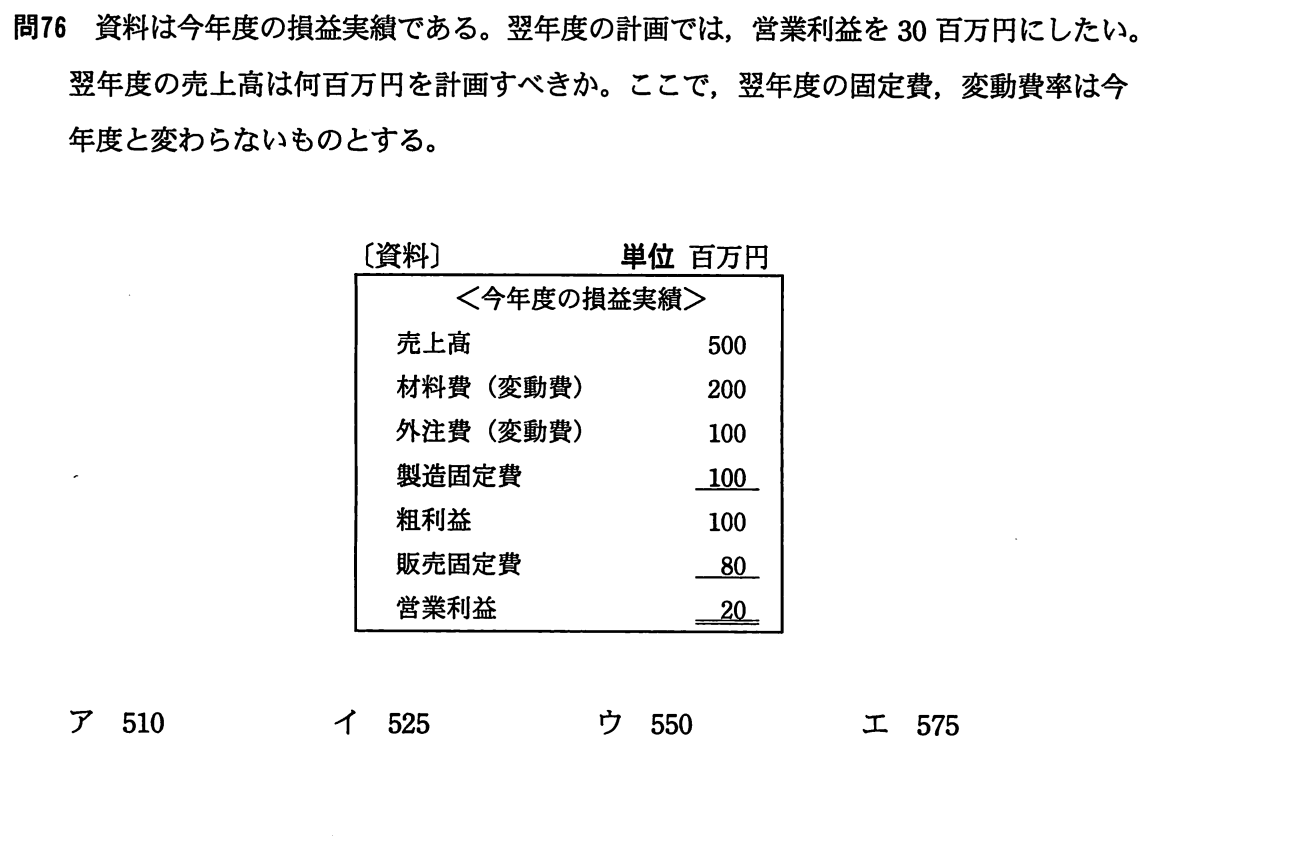 問76 資料は今年度の損益実績である。翌年度の計画では，営業利益を 30 百万円にしたい。
翌年度の売上高は何百万円を計画すべきか。ここで，翌年度の固定費，変動費率は今
年度と変わらないものとする。
〔資料〕 単位 百万円
＜今年度の損益実績＞
売上高 500
材料費（変動費） 200
外注費（変動費） 100
製造固定費 100
粗利益 100
販売固定費 80
営業利益 20
ア 510 イ 525 ウ 550 エ 575